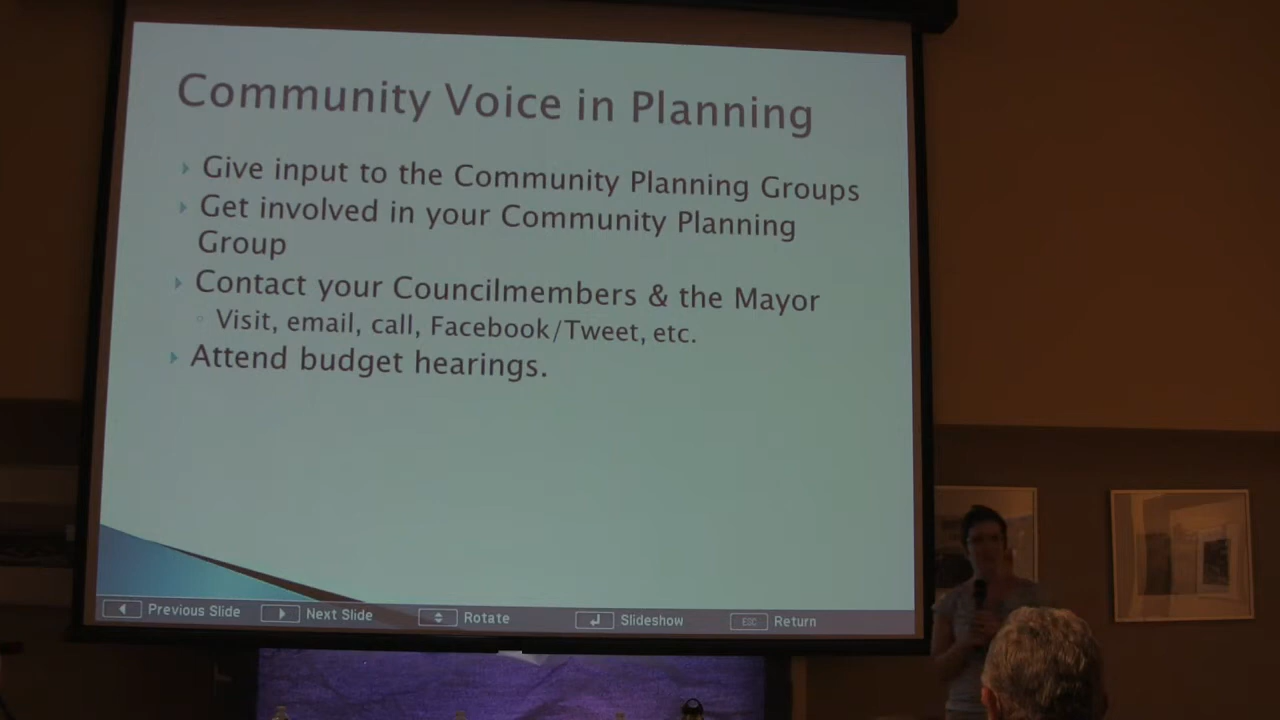 Community Voice in Planning
Give input to the Community Planning Groups
Get involved in your Community Planning
Group
Contact your Councilmembers & the Mayor
Visit, email, call, Facebook/Tweet, etc.
Attend budget hearings.
Previous Slide Next Slide Rotate Slideshow ESC Return